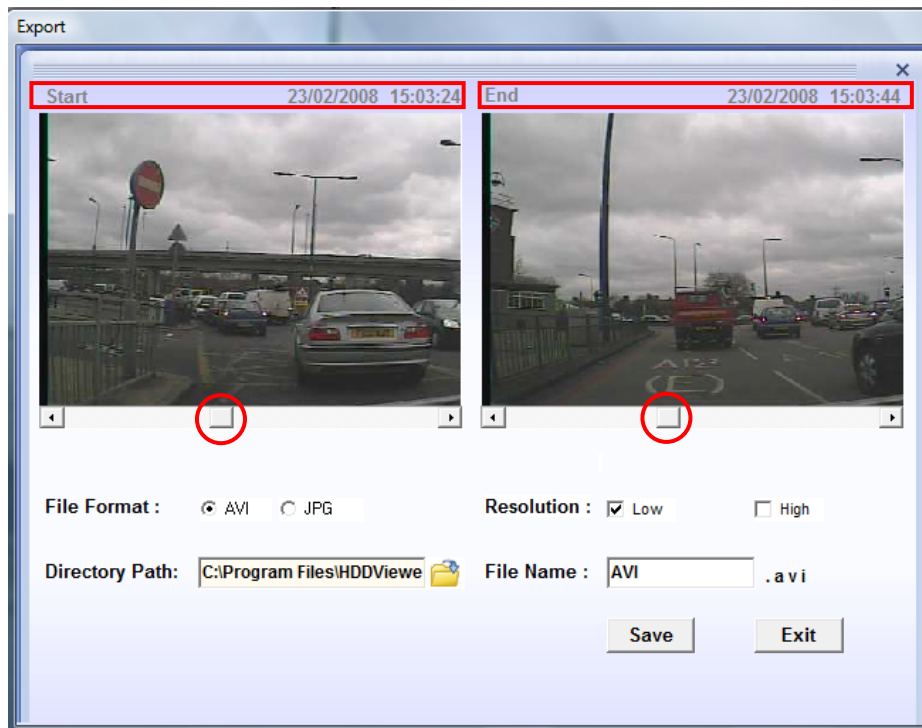 Export
Start 23/02/2008 15:03:24
End 23/02/2008 15:03:44
A123
(E)
File Format : AVI JPG
Resolution : Low High
Directory Path: C:\Program Files\HDDViewe
File Name : AVI .avi
Save Exit